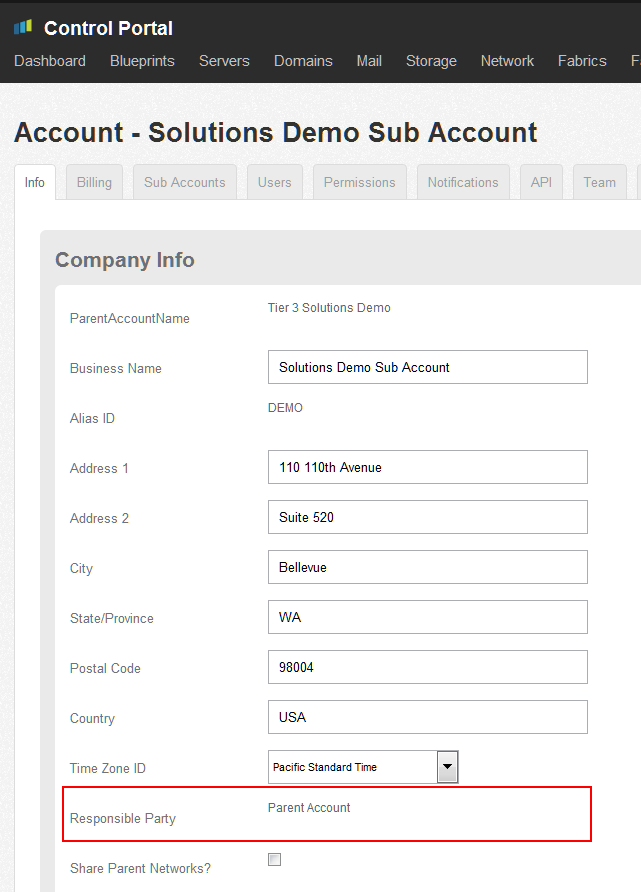 Control Portal
Dashboard Blueprints Servers Domains Mail Storage Network Fabrics
Account - Solutions Demo Sub Account
Info Billing Sub Accounts Users Permissions Notifications API Team
Company Info
ParentAccountName Tier 3 Solutions Demo
Business Name Solutions Demo Sub Account
Alias ID DEMO
Address 1 110 110th Avenue
Address 2 Suite 520
City Bellevue
State/Province WA
Postal Code 98004
Country USA
Time Zone ID Pacific Standard Time
Responsible Party Parent Account
Share Parent Networks?